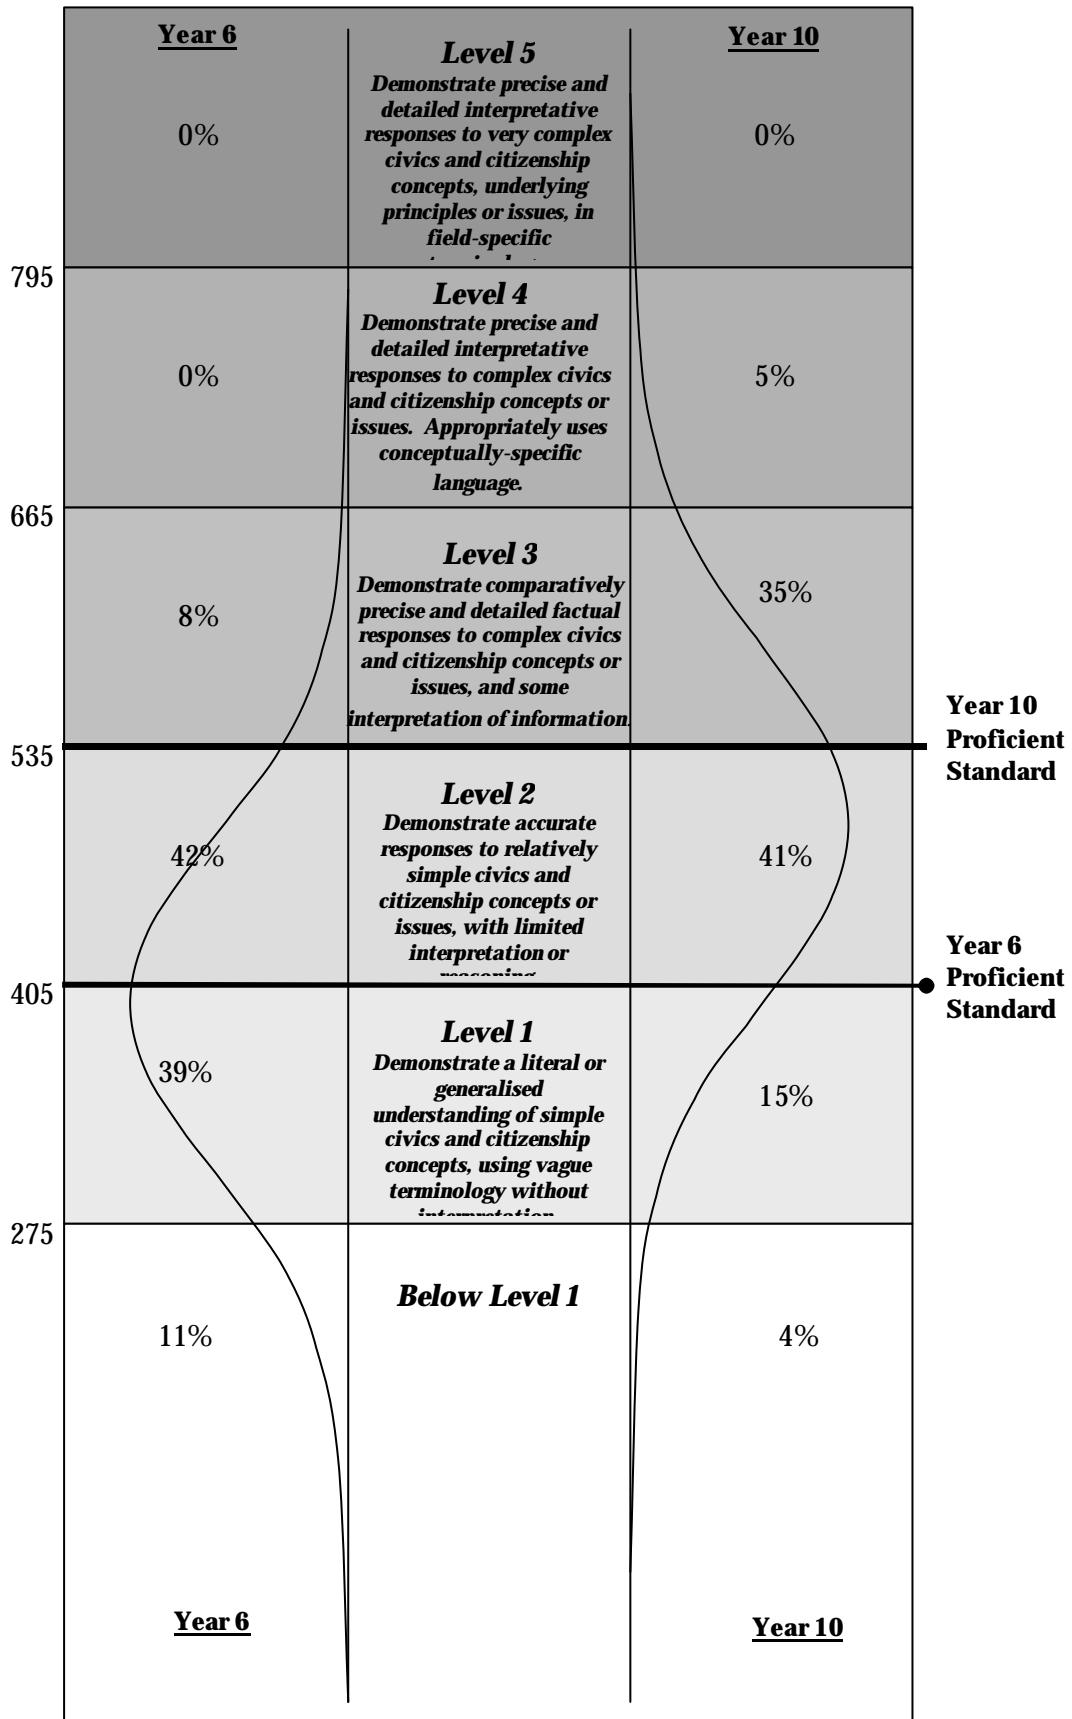 Year 6
Level 5
Year 10
Demonstrate precise and
detailed interpretative
responses to very complex
civics and citizenship
concepts, underlying
principles or issues, in
field-specific
0%
0%
795
Level 4
Demonstrate precise and
detailed interpretative
responses to complex civics
and citizenship concepts or
issues. Appropriately uses
conceptually-specific
language.
0%
5%
665
Level 3
Demonstrate comparatively
precise and detailed factual
responses to complex civics
and citizenship concepts or
issues, and some
interpretation of information.
8%
35%
Year 10
Proficient
Standard
535
Level 2
Demonstrate accurate
responses to relatively
simple civics and
citizenship concepts or
issues, with limited
interpretation or
42%
41%
Year 6
Proficient
Standard
405
Level 1
Demonstrate a literal or
generalised
understanding of simple
civics and citizenship
concepts, using vague
terminology without
39%
15%
275
Below Level 1
11%
4%
Year 6
Year 10